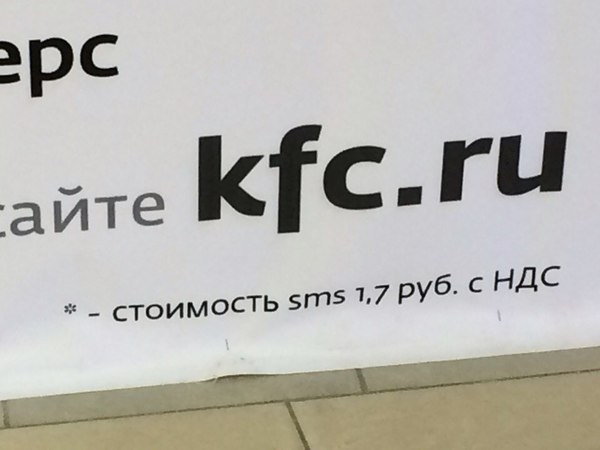 ерс
сайте kfc.ru
* - стоимость sms 1,7 руб. с НДС